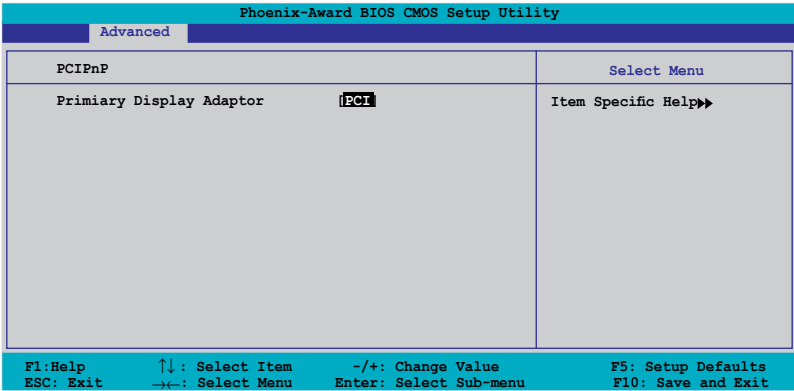 Phoenix-Award BIOS CMOS Setup Utility
Advanced
PCIPnP
Select Menu
Primiary Display Adaptor [PCI]
Item Specific Help▶▶
F1:Help ↑↓: Select Item -/+: Change Value F5: Setup Defaults
ESC: Exit →←: Select Menu Enter: Select Sub-menu F10: Save and Exit